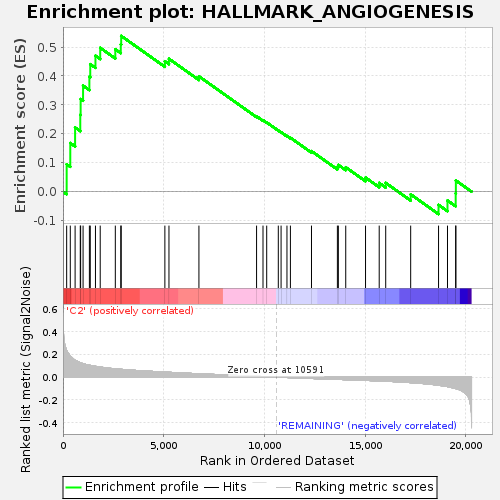 Enrichment plot: HALLMARK_ANGIOGENESIS
Enrichment score (ES)
0.5
0.4
0.3
0.2
0.1
0.0
-0.1
Ranked list metric (Signal2Noise)
'C2' (positively correlated)
0.6
0.4
0.2
0.0
-0.2
-0.4
Zero cross at 10591
'REMAINING' (negatively correlated)
0
5,000
10,000
15,000
20,000
Rank in Ordered Dataset
Enrichment profile
Hits
Ranking metric scores